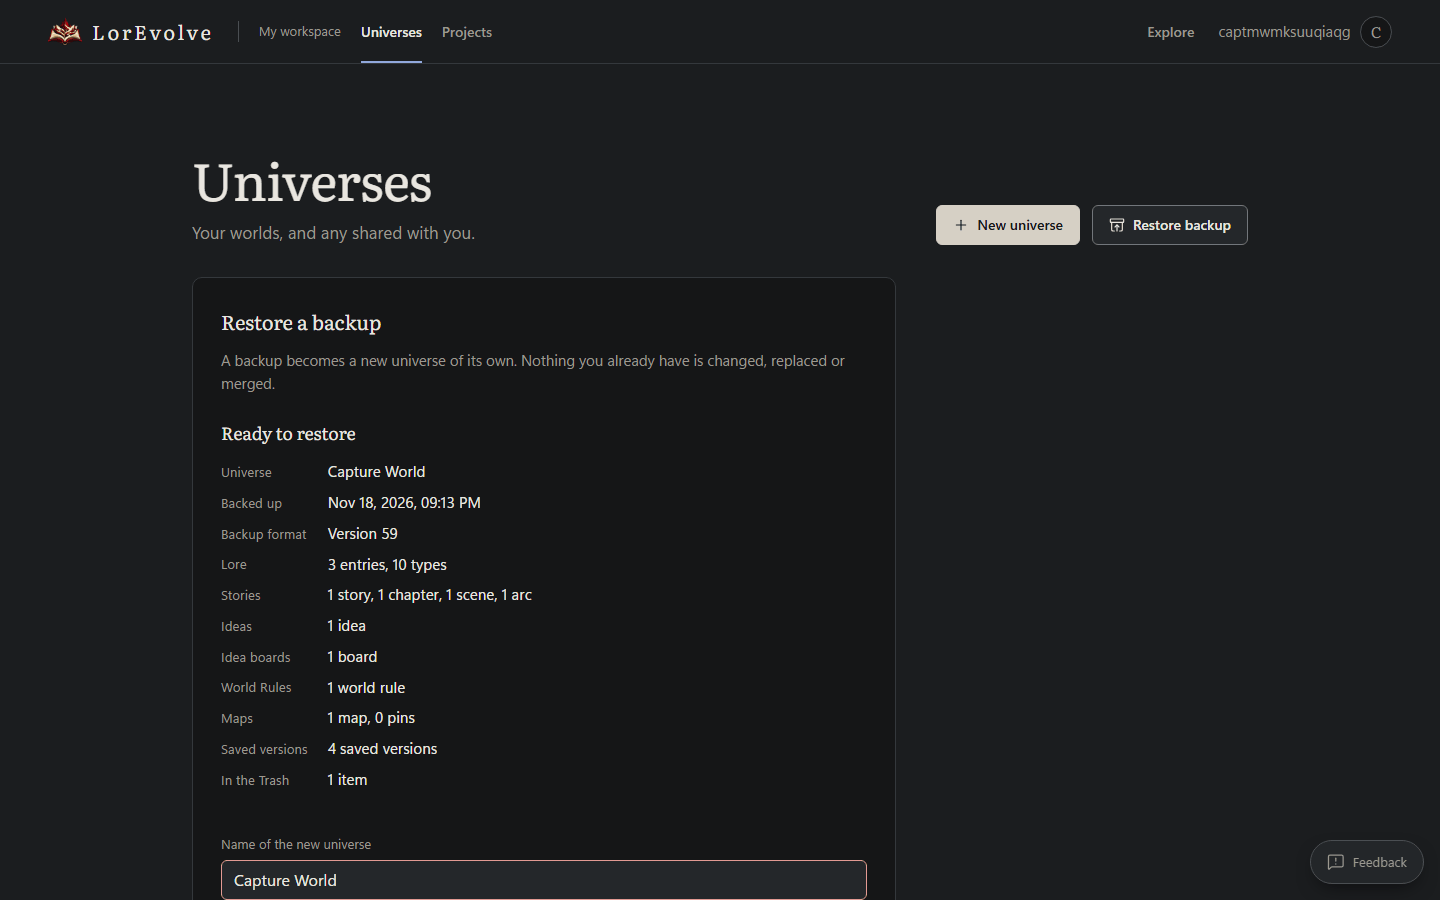 LorEvolve
My workspace
Universes
Projects
Explore
captmwmksuuqiaqg
C
Universes
Your worlds, and any shared with you.
New universe
Restore backup
Restore a backup
A backup becomes a new universe of its own. Nothing you already have is changed, replaced or
merged.
Ready to restore
Universe Capture World
Backed up Nov 18, 2026, 09:13 PM
Backup format Version 59
Lore 3 entries, 10 types
Stories 1 story, 1 chapter, 1 scene, 1 arc
Ideas 1 idea
Idea boards 1 board
World Rules 1 world rule
Maps 1 map, 0 pins
Saved versions 4 saved versions
In the Trash 1 item
Name of the new universe
Capture World
Feedback